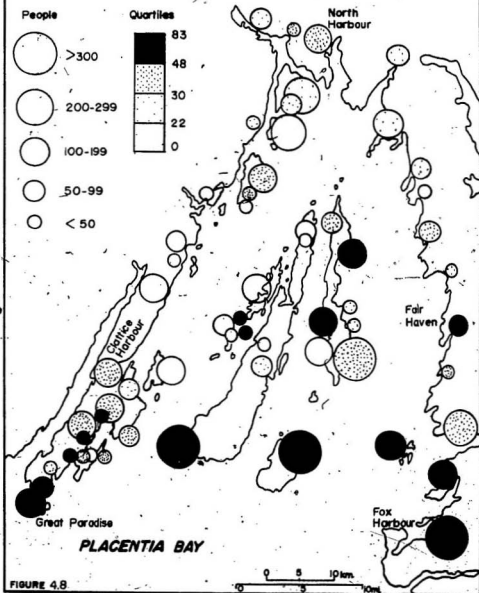 People
>300
200-299
100-199
50-99
< 50
Quartiles
83
48
30
22
0
North
Harbour
Clattice
Harbour
Fair
Haven
Great Paradise
Fox
Harbour
PLACENTIA BAY
FIGURE 4.8
0 5 10km.
0 5 10mi.